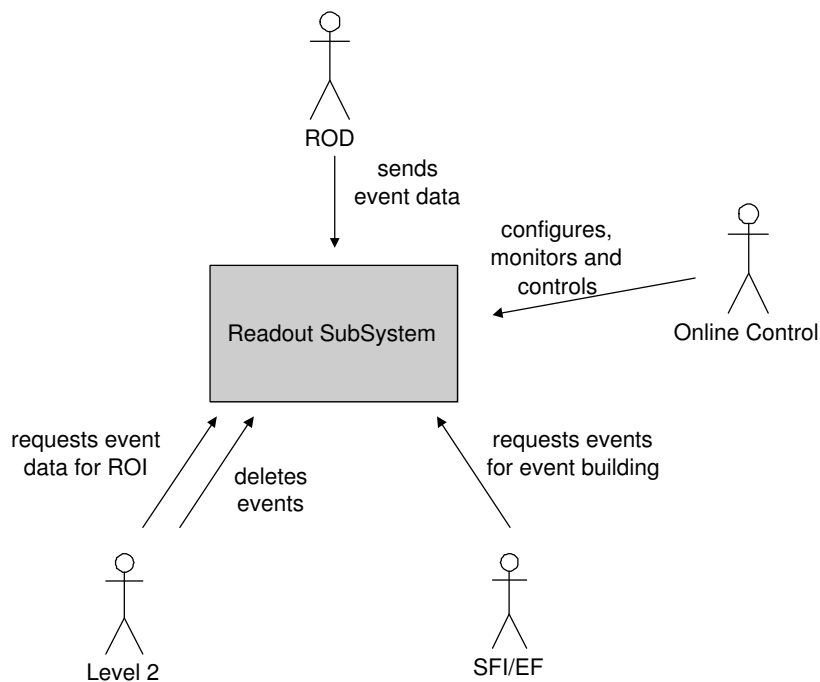 ROD
sends
event data
configures,
monitors and
controls
Online Control
Readout SubSystem
requests event
data for ROI
deletes
events
requests events
for event building
Level 2
SFI/EF